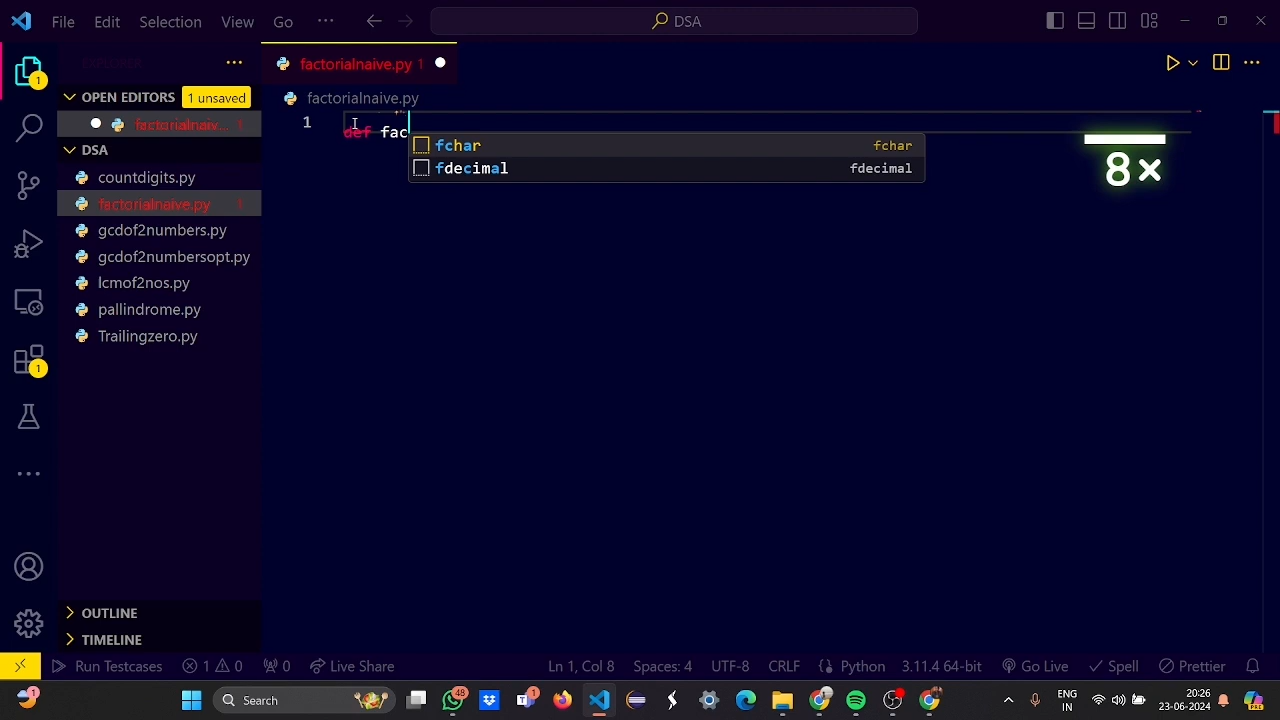 File Edit Selection View Go ··· DSA
EXPLORER ···
factorialnaive.py 1
OPEN EDITORS 1 unsaved
factorialnaive.py
factorialnaiv... 1
1
def fac
fchar fchar
fdecimal fdecimal
8×
DSA
countdigits.py
factorialnaive.py 1
gcdof2numbers.py
gcdof2numbersopt.py
lcmof2nos.py
pallindrome.py
Trailingzero.py
1
1
OUTLINE
TIMELINE
Run Testcases 1 0 0 Live Share Ln 1, Col 8 Spaces: 4 UTF-8 CRLF Python 3.11.4 64-bit Go Live Spell Prettier
1 Search 48 1 ENG IN 20:26 23-06-2024